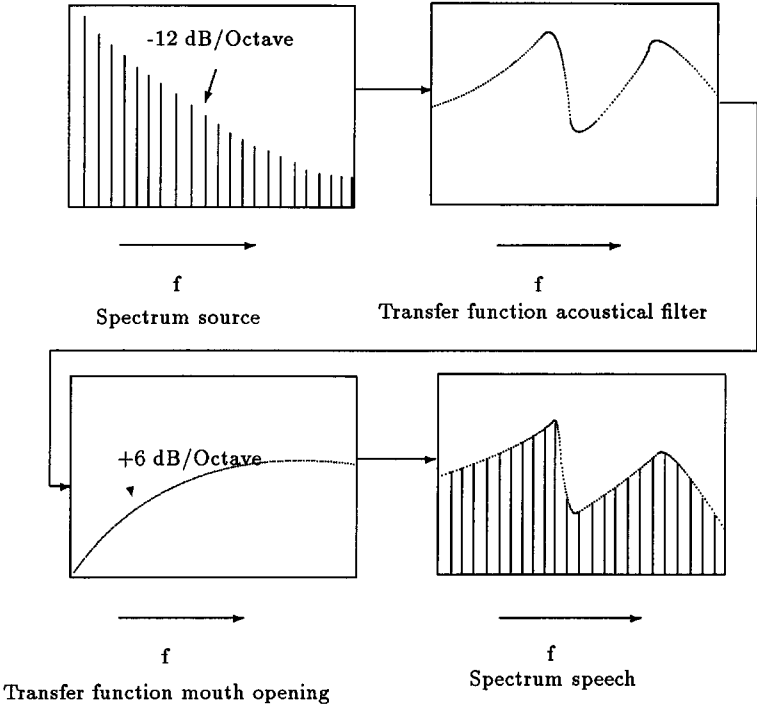 -12 dB/Octave
f
Spectrum source
f
Transfer function acoustical filter
+6 dB/Octave
f
Transfer function mouth opening
f
Spectrum speech